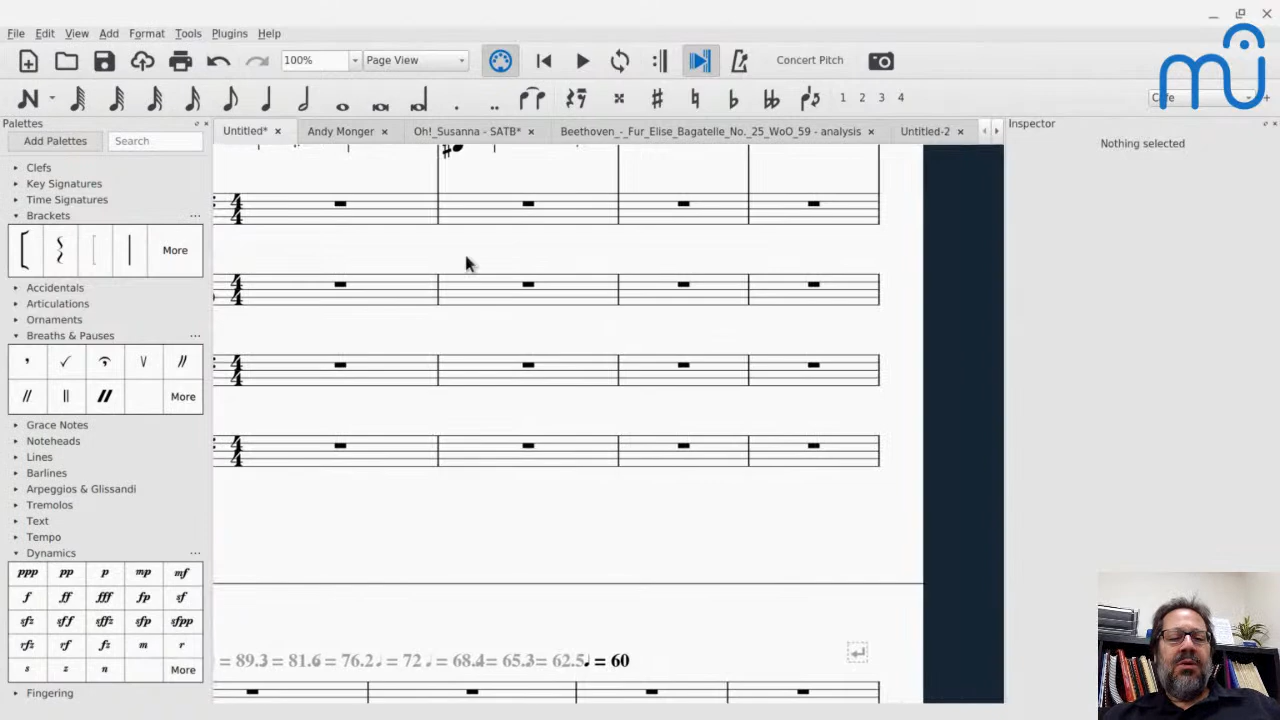 File Edit View Add Format Tools Plugins Help
100% Page View Concert Pitch
1 2 3 4
Palettes
Untitled* Andy Monger Oh!_Susanna - SATB* Beethoven_-_Fur_Elise_Bagatelle_No._25_WoO_59 - analysis Untitled-2
Inspector
Add Palettes Search
Nothing selected
Clefs
Key Signatures
Time Signatures
Brackets
More
Accidentals
Articulations
Ornaments
Breaths & Pauses
More
Grace Notes
Noteheads
Lines
Barlines
Arpeggios & Glissandi
Tremolos
Text
Tempo
Dynamics
ppp pp p mp mf
f ff fff fp sf
sfz sff sffz sfp sfpp
rfz rf fz m r
s z n More
Fingering
= 89.3 = 81.6 = 76.2 = 72 = 68.4 = 65.3 = 62.5 = 60